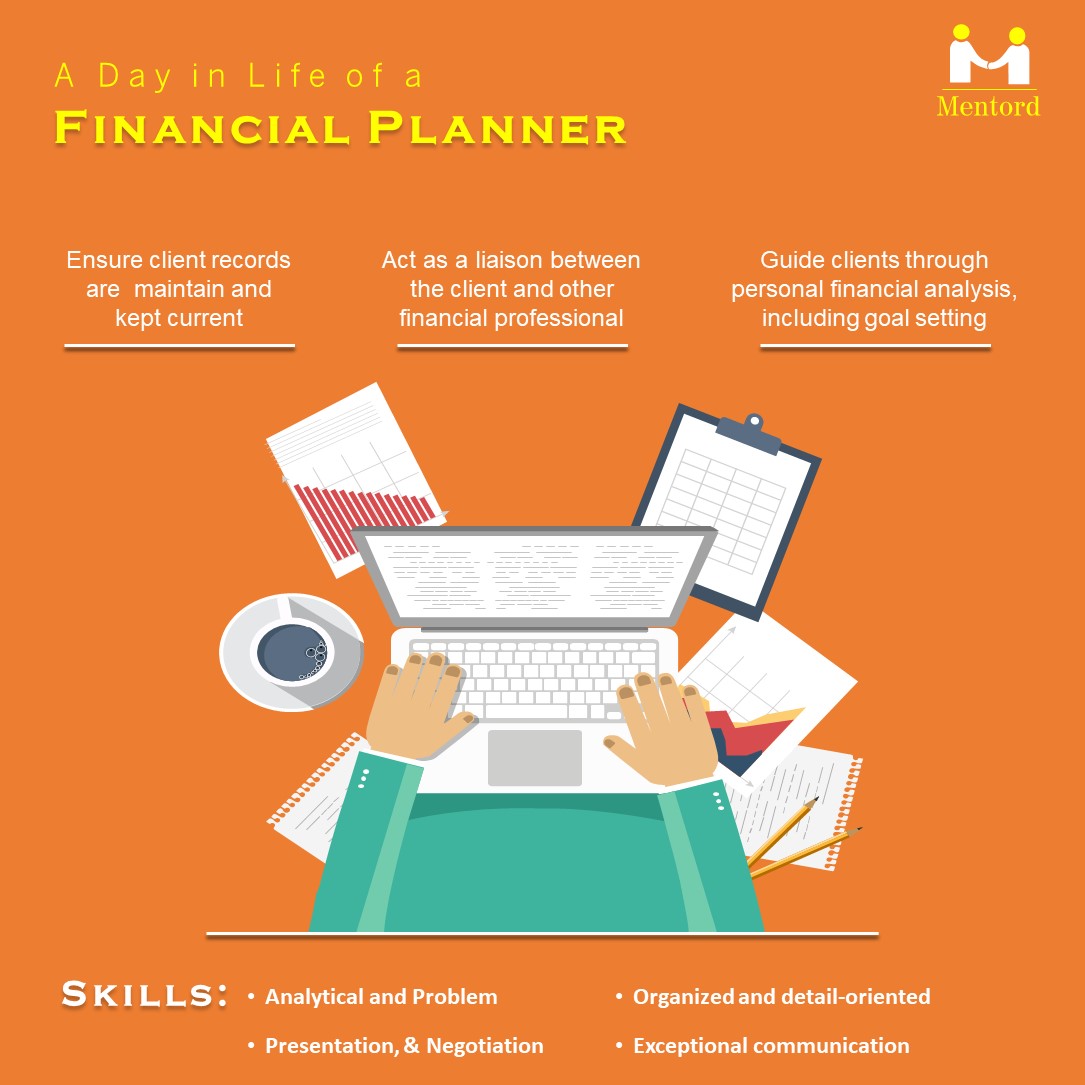 A Day in Life of a
FINANCIAL PLANNER
Mentord
Ensure client records
are maintain and
kept current
Act as a liaison between
the client and other
financial professional
Guide clients through
personal financial analysis,
including goal setting
SKILLS:
• Analytical and Problem
• Presentation, & Negotiation
• Organized and detail-oriented
• Exceptional communication